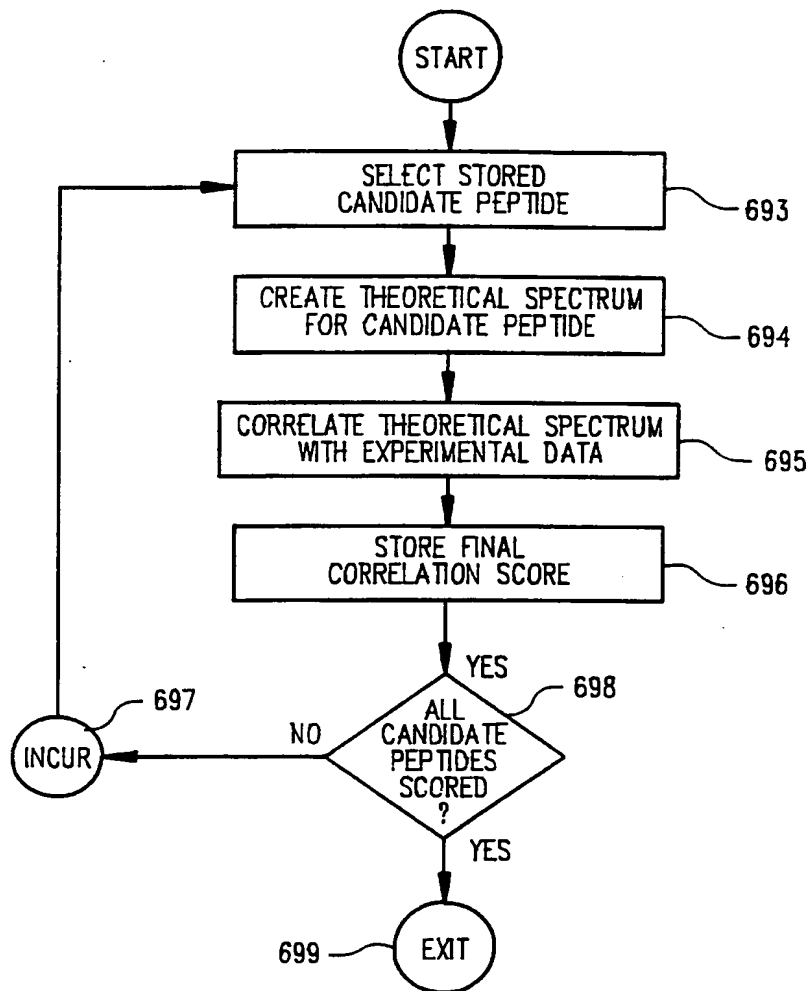 START
SELECT STORED
CANDIDATE PEPTIDE
693
CREATE THEORETICAL SPECTRUM
FOR CANDIDATE PEPTIDE
694
CORRELATE THEORETICAL SPECTRUM
WITH EXPERIMENTAL DATA
695
STORE FINAL
CORRELATION SCORE
696
YES
698
697
NO
INCUR
ALL
CANDIDATE
PEPTIDES
SCORED
?
YES
699
EXIT